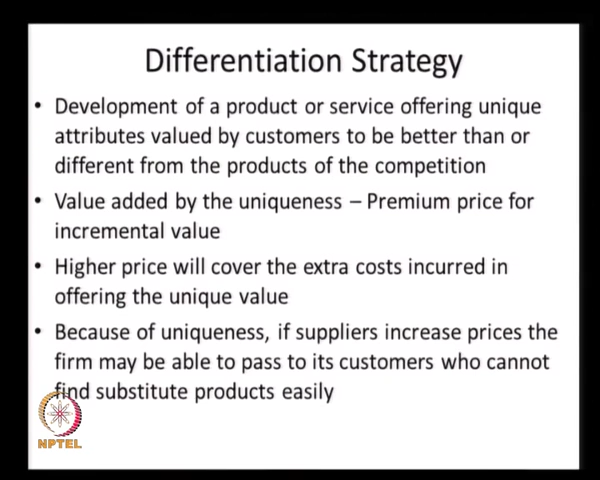 Differentiation Strategy
• Development of a product or service offering unique
attributes valued by customers to be better than or
different from the products of the competition
• Value added by the uniqueness – Premium price for
incremental value
• Higher price will cover the extra costs incurred in
offering the unique value
• Because of uniqueness, if suppliers increase prices the
firm may be able to pass to its customers who cannot
find substitute products easily
NPTEL